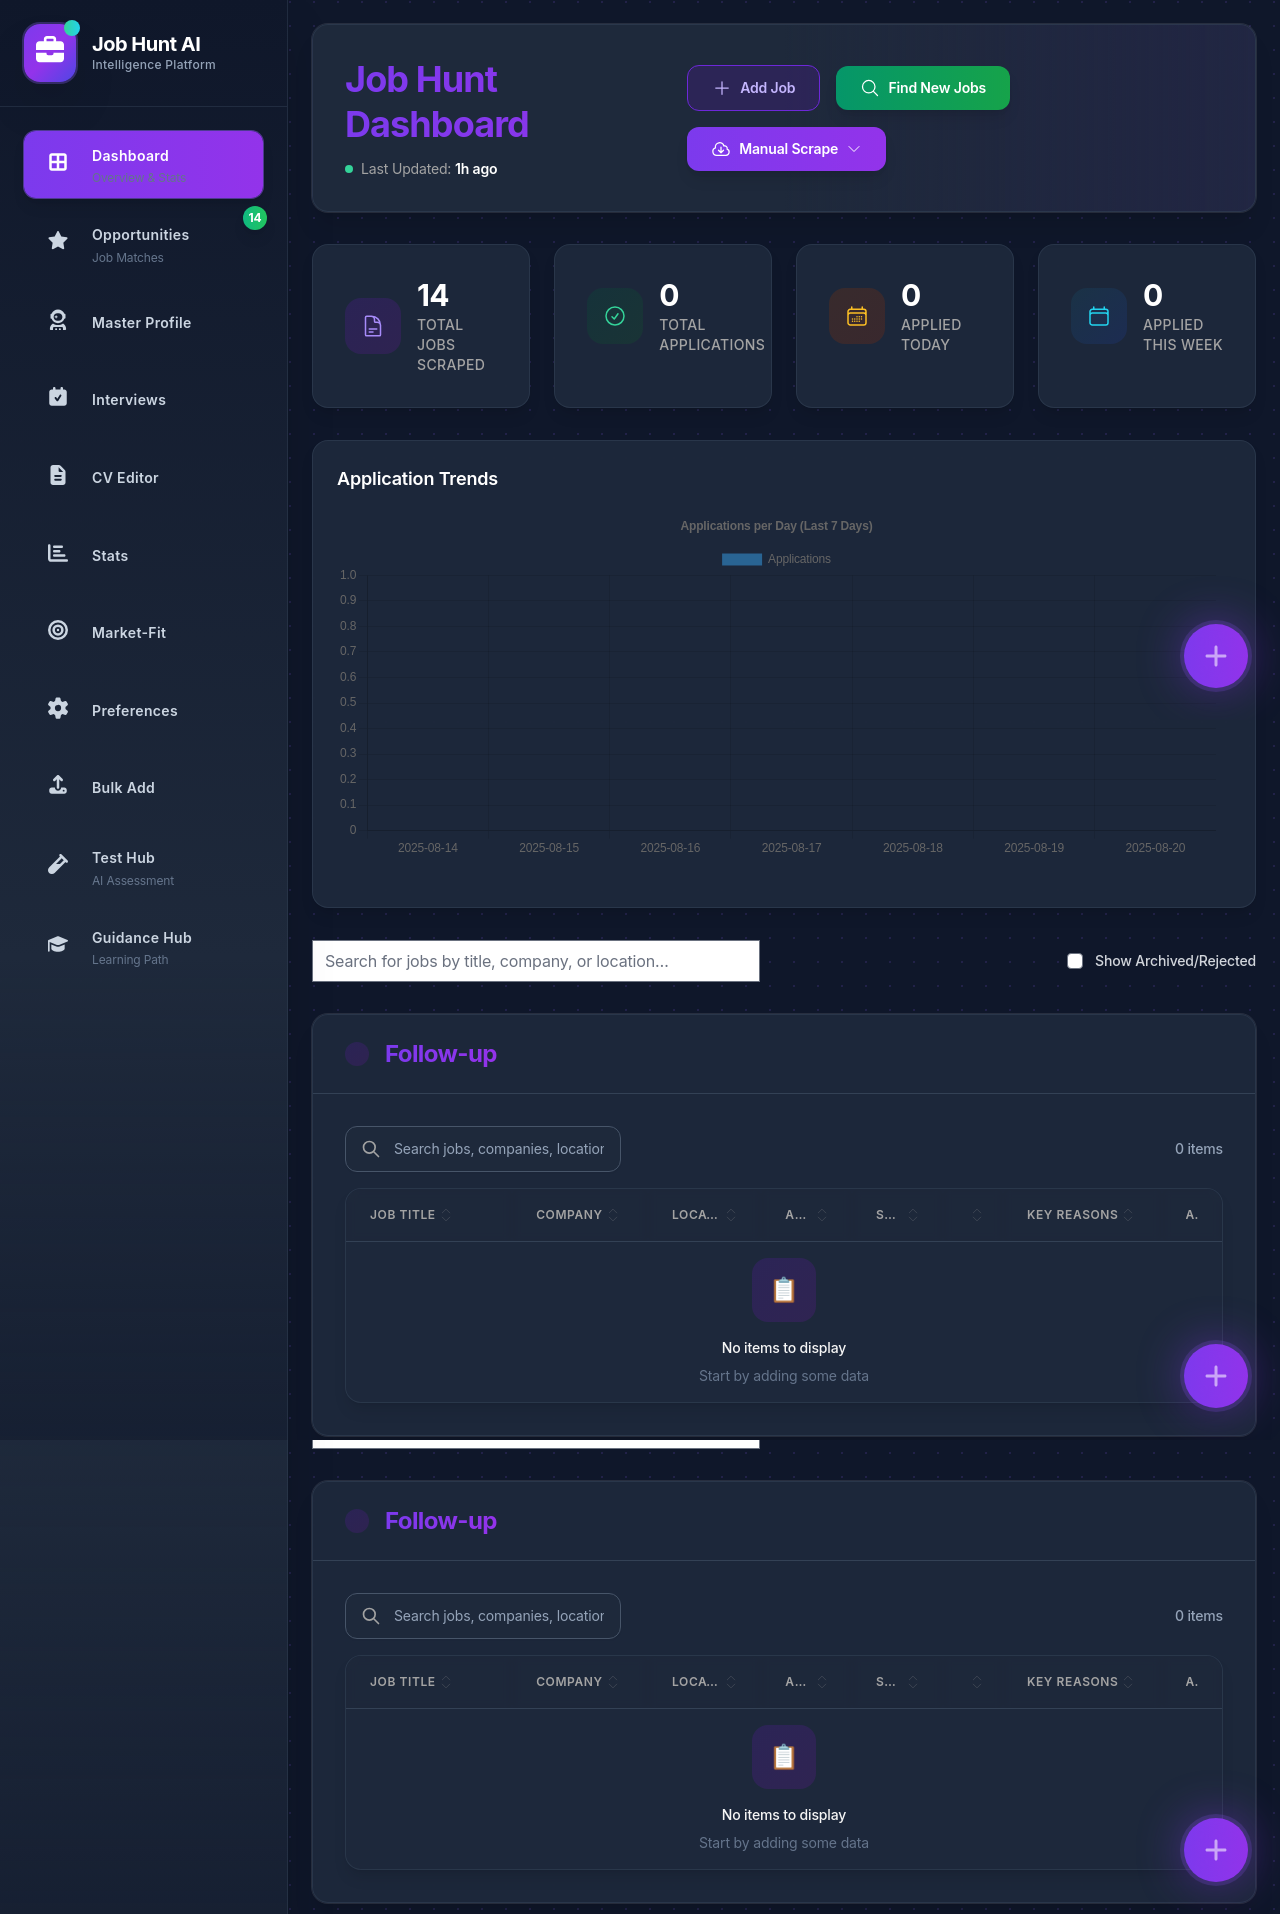 Job Hunt AI
Intelligence Platform
Dashboard
Overview & Stats
14
Opportunities
Job Matches
Master Profile
Interviews
CV Editor
Stats
Market-Fit
Preferences
Bulk Add
Test Hub
AI Assessment
Guidance Hub
Learning Path
Job Hunt
Dashboard
Last Updated: 1h ago
Add Job
Find New Jobs
Manual Scrape
14
TOTAL
JOBS
SCRAPED
0
TOTAL
APPLICATIONS
0
APPLIED
TODAY
0
APPLIED
THIS WEEK
Application Trends
Applications per Day (Last 7 Days)
Applications
1.0
0.9
0.8
0.7
0.6
0.5
0.4
0.3
0.2
0.1
0
2025-08-14 2025-08-15 2025-08-16 2025-08-17 2025-08-18 2025-08-19 2025-08-20
Search for jobs by title, company, or location...
Show Archived/Rejected
Follow-up
Search jobs, companies, location
0 items
JOB TITLE COMPANY LOCA... A... S... KEY REASONS A.
No items to display
Start by adding some data
Follow-up
Search jobs, companies, location
0 items
JOB TITLE COMPANY LOCA... A... S... KEY REASONS A.
No items to display
Start by adding some data